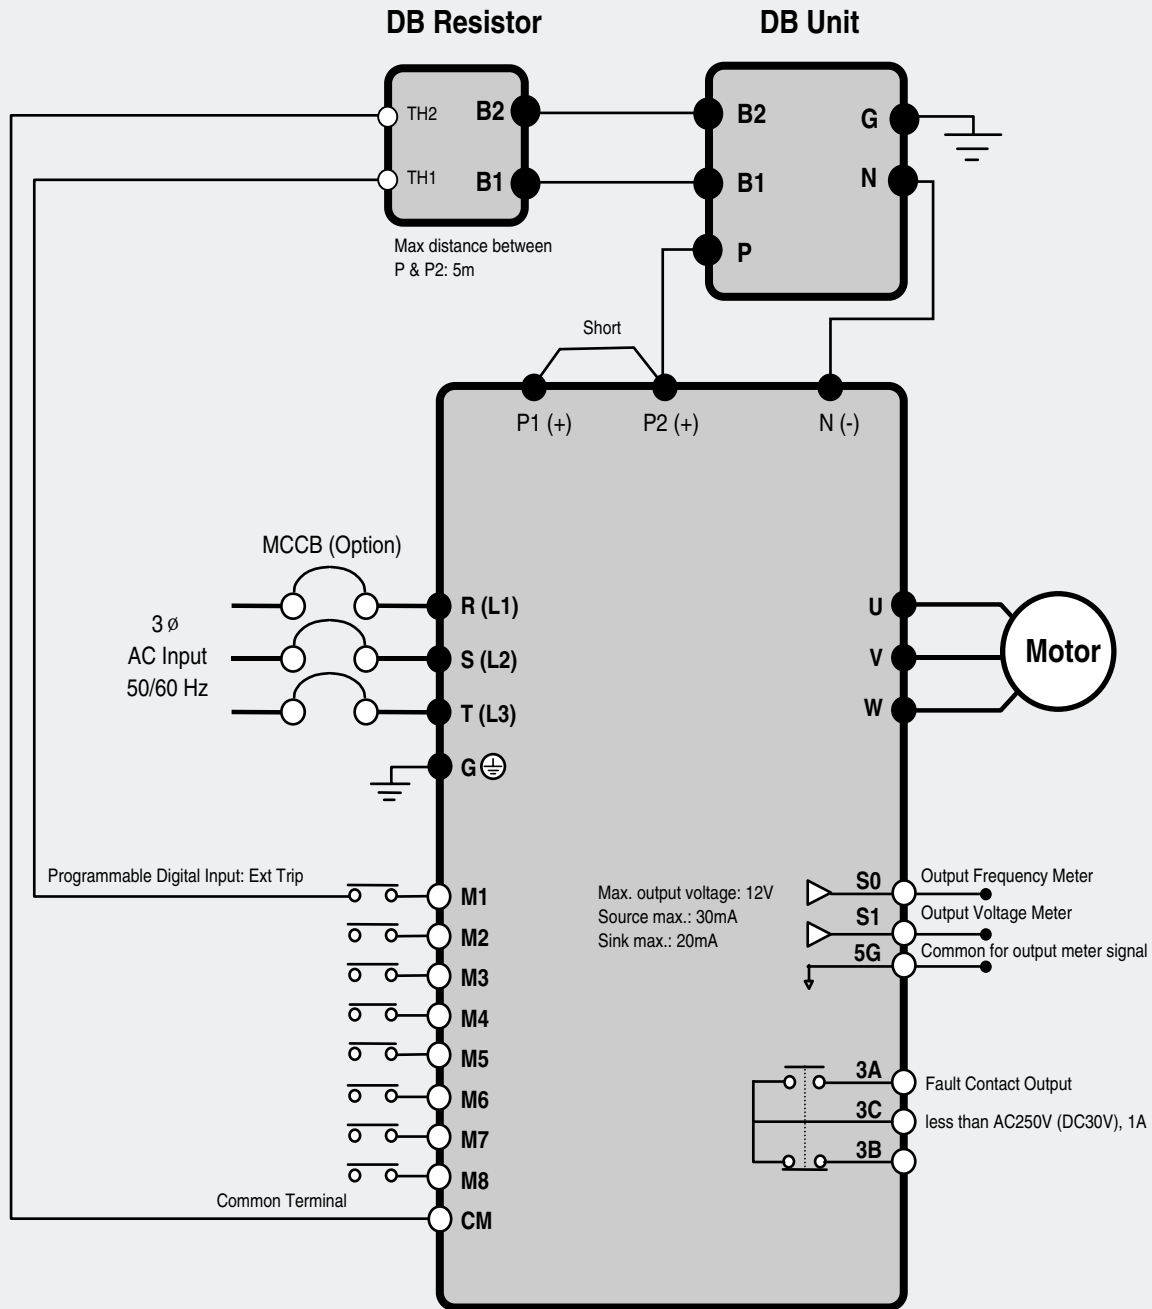 DB Resistor
DB Unit
TH2
B2
TH1
B1
B2
G
B1
N
P
Max distance between
P & P2: 5m
Short
P1 (+)
P2 (+)
N (-)
MCCB (Option)
3 ø
AC Input
50/60 Hz
R (L1)
S (L2)
T (L3)
G
U
V
W
Motor
Programmable Digital Input: Ext Trip
M1
M2
M3
M4
M5
M6
M7
M8
Common Terminal
CM
Max. output voltage: 12V
Source max.: 30mA
Sink max.: 20mA
S0
Output Frequency Meter
S1
Output Voltage Meter
5G
Common for output meter signal
3A
Fault Contact Output
3C
less than AC250V (DC30V), 1A
3B